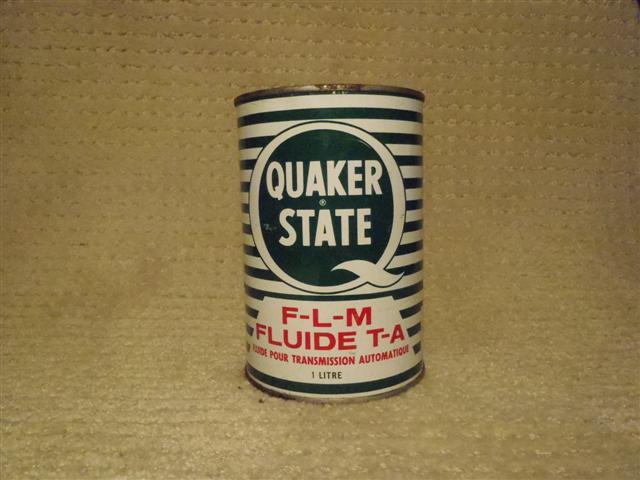 QUAKER
®
STATE
F-L-M
FLUIDE T-A
FLUIDE POUR TRANSMISSION AUTOMATIQUE
1 LITRE